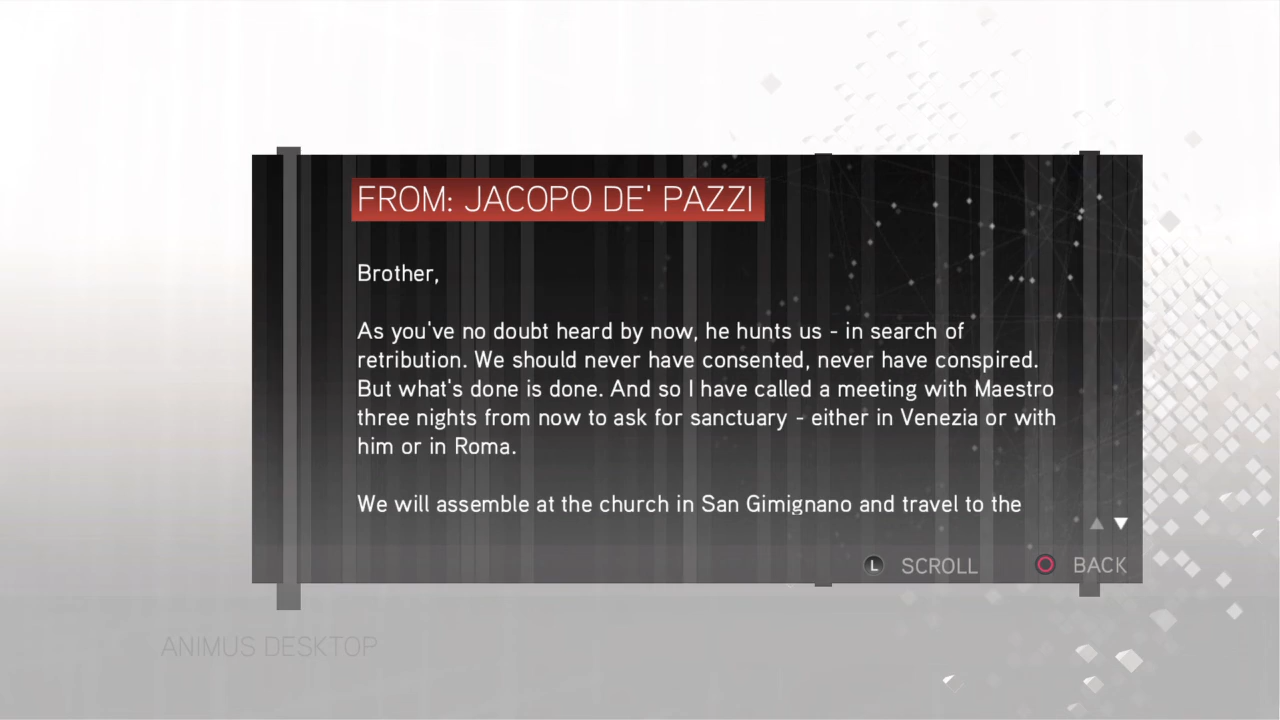 FROM: JACOPO DE' PAZZI
Brother,
As you've no doubt heard by now, he hunts us - in search of
retribution. We should never have consented, never have conspired.
But what's done is done. And so I have called a meeting with Maestro
three nights from now to ask for sanctuary - either in Venezia or with
him or in Roma.
We will assemble at the church in San Gimignano and travel to the
L SCROLL
BACK
ANIMUS DESKTOP